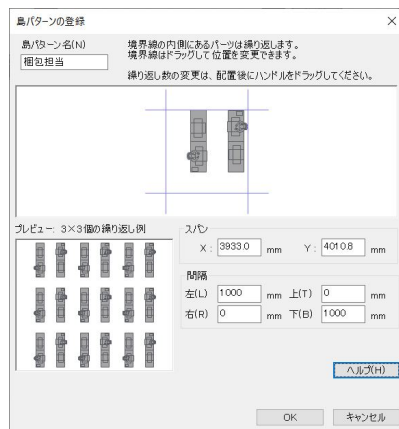 島パターンの登録
島パターン名(N)
梱包担当
境界線の内側にあるパーツは繰り返します。
境界線はドラッグして位置を変更できます。
繰り返し数の変更は、配置後にハンドルをドラッグしてください。
プレビュー: 3×3個の繰り返し例
スパン
X: 3933.0 mm Y: 4010.8 mm
間隔
左(L) 1000 mm 上(T) 0 mm
右(R) 0 mm 下(B) 1000 mm
ヘルプ(H)
OK キャンセル